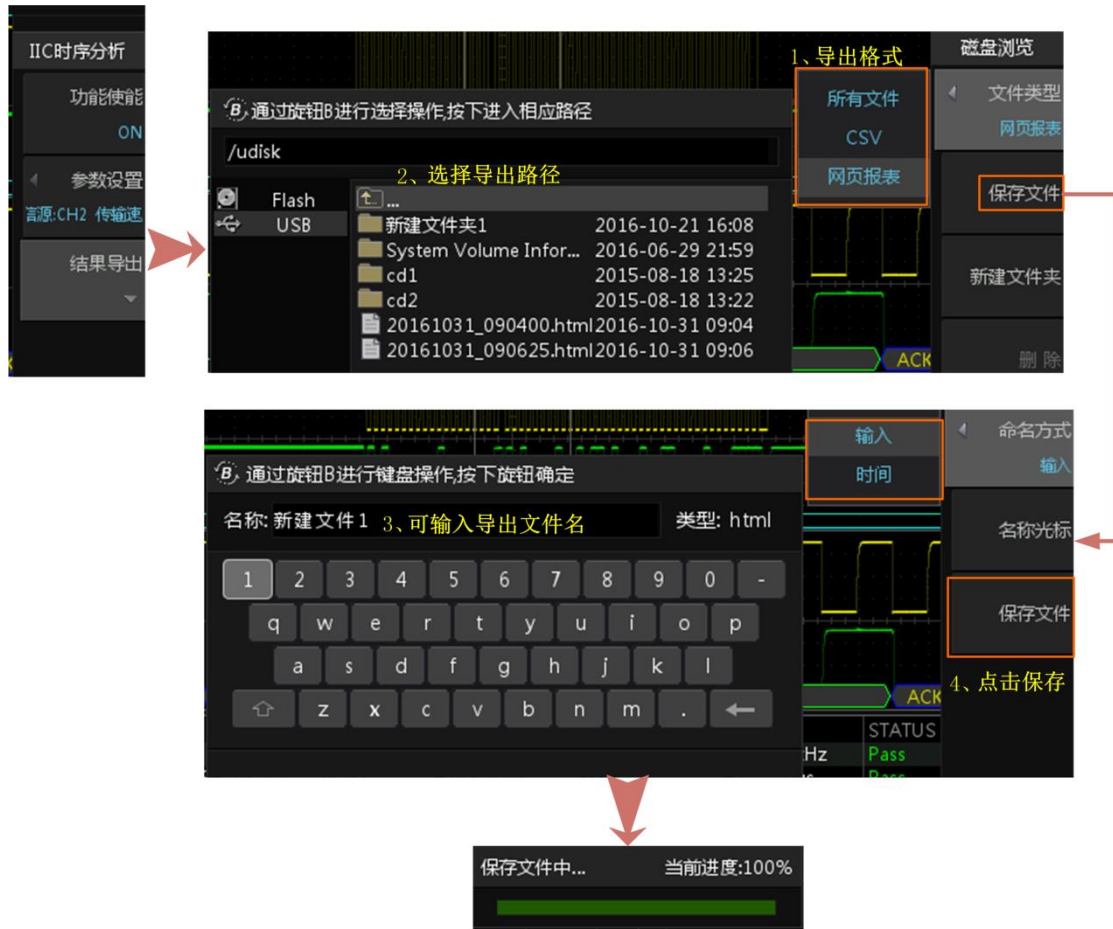 IIC时序分析
功能使能
ON
参数设置
言源:CH2 传输速
结果导出
1、导出格式
所有文件
CSV
网页报表
磁盘浏览
文件类型
网页报表
保存文件
新建文件夹
删 除
B 通过旋钮B进行选择操作,按下进入相应路径
/udisk
2、选择导出路径
Flash
USB
...
新建文件夹1 2016-10-21 16:08
System Volume Infor... 2016-06-29 21:59
cd1 2015-08-18 13:25
cd2 2015-08-18 13:22
20161031_090400.html 2016-10-31 09:04
20161031_090625.html 2016-10-31 09:06
ACK
输入
时间
命名方式
输入
名称光标
保存文件
4、点击保存
B 通过旋钮B进行键盘操作,按下旋钮确定
名称: 新建文件1 3、可输入导出文件名 类型: html
1 2 3 4 5 6 7 8 9 0 -
q w e r t y u i o p
a s d f g h j k l
z x c v b n m .
ACK
STATUS
Hz Pass
Pass
保存文件中... 当前进度:100%